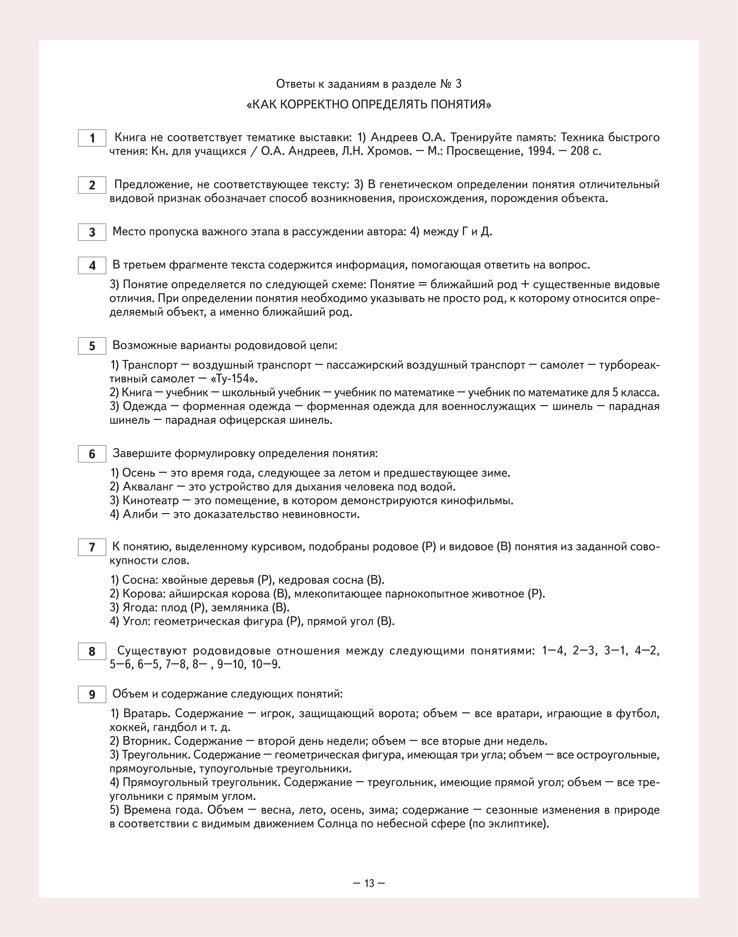 Ответы к заданиям в разделе № 3
«КАК КОРРЕКТНО ОПРЕДЕЛЯТЬ ПОНЯТИЯ»
1 Книга не соответствует тематике выставки: 1) Андреев О.А. Тренируйте память: Техника быстрого
чтения: Кн. для учащихся / О.А. Андреев, Л.Н. Хромов. – М.: Просвещение, 1994. – 208 с.
2 Предложение, не соответствующее тексту: 3) В генетическом определении понятия отличительный
видовой признак обозначает способ возникновения, происхождения, порождения объекта.
3 Место пропуска важного этапа в рассуждении автора: 4) между Г и Д.
4 В третьем фрагменте текста содержится информация, помогающая ответить на вопрос.
3) Понятие определяется по следующей схеме: Понятие = ближайший род + существенные видовые
отличия. При определении понятия необходимо указывать не просто род, к которому относится опре-
деляемый объект, а именно ближайший род.
5 Возможные варианты родовидовой цепи:
1) Транспорт – воздушный транспорт – пассажирский воздушный транспорт – самолет – турбореак-
тивный самолет – «Ту-154».
2) Книга – учебник – школьный учебник – учебник по математике – учебник по математике для 5 класса.
3) Одежда – форменная одежда – форменная одежда для военнослужащих – шинель – парадная
шинель – парадная офицерская шинель.
6 Завершите формулировку определения понятия:
1) Осень – это время года, следующее за летом и предшествующее зиме.
2) Акваланг – это устройство для дыхания человека под водой.
3) Кинотеатр – это помещение, в котором демонстрируются кинофильмы.
4) Алиби – это доказательство невиновности.
7 К понятию, выделенному курсивом, подобраны родовое (Р) и видовое (В) понятия из заданной сово-
купности слов.
1) Сосна: хвойные деревья (Р), кедровая сосна (В).
2) Корова: айширская корова (В), млекопитающее парнокопытное животное (Р).
3) Ягода: плод (Р), земляника (В).
4) Угол: геометрическая фигура (Р), прямой угол (В).
8 Существуют родовидовые отношения между следующими понятиями: 1–4, 2–3, 3–1, 4–2,
5–6, 6–5, 7–8, 8– , 9–10, 10–9.
9 Объем и содержание следующих понятий:
1) Вратарь. Содержание – игрок, защищающий ворота; объем – все вратари, играющие в футбол,
хоккей, гандбол и т. д.
2) Вторник. Содержание – второй день недели; объем – все вторые дни недель.
3) Треугольник. Содержание – геометрическая фигура, имеющая три угла; объем – все остроугольные,
прямоугольные, тупоугольные треугольники.
4) Прямоугольный треугольник. Содержание – треугольник, имеющие прямой угол; объем – все тре-
угольники с прямым углом.
5) Времена года. Объем – весна, лето, осень, зима; содержание – сезонные изменения в природе
в соответствии с видимым движением Солнца по небесной сфере (по эклиптике).
– 13 –